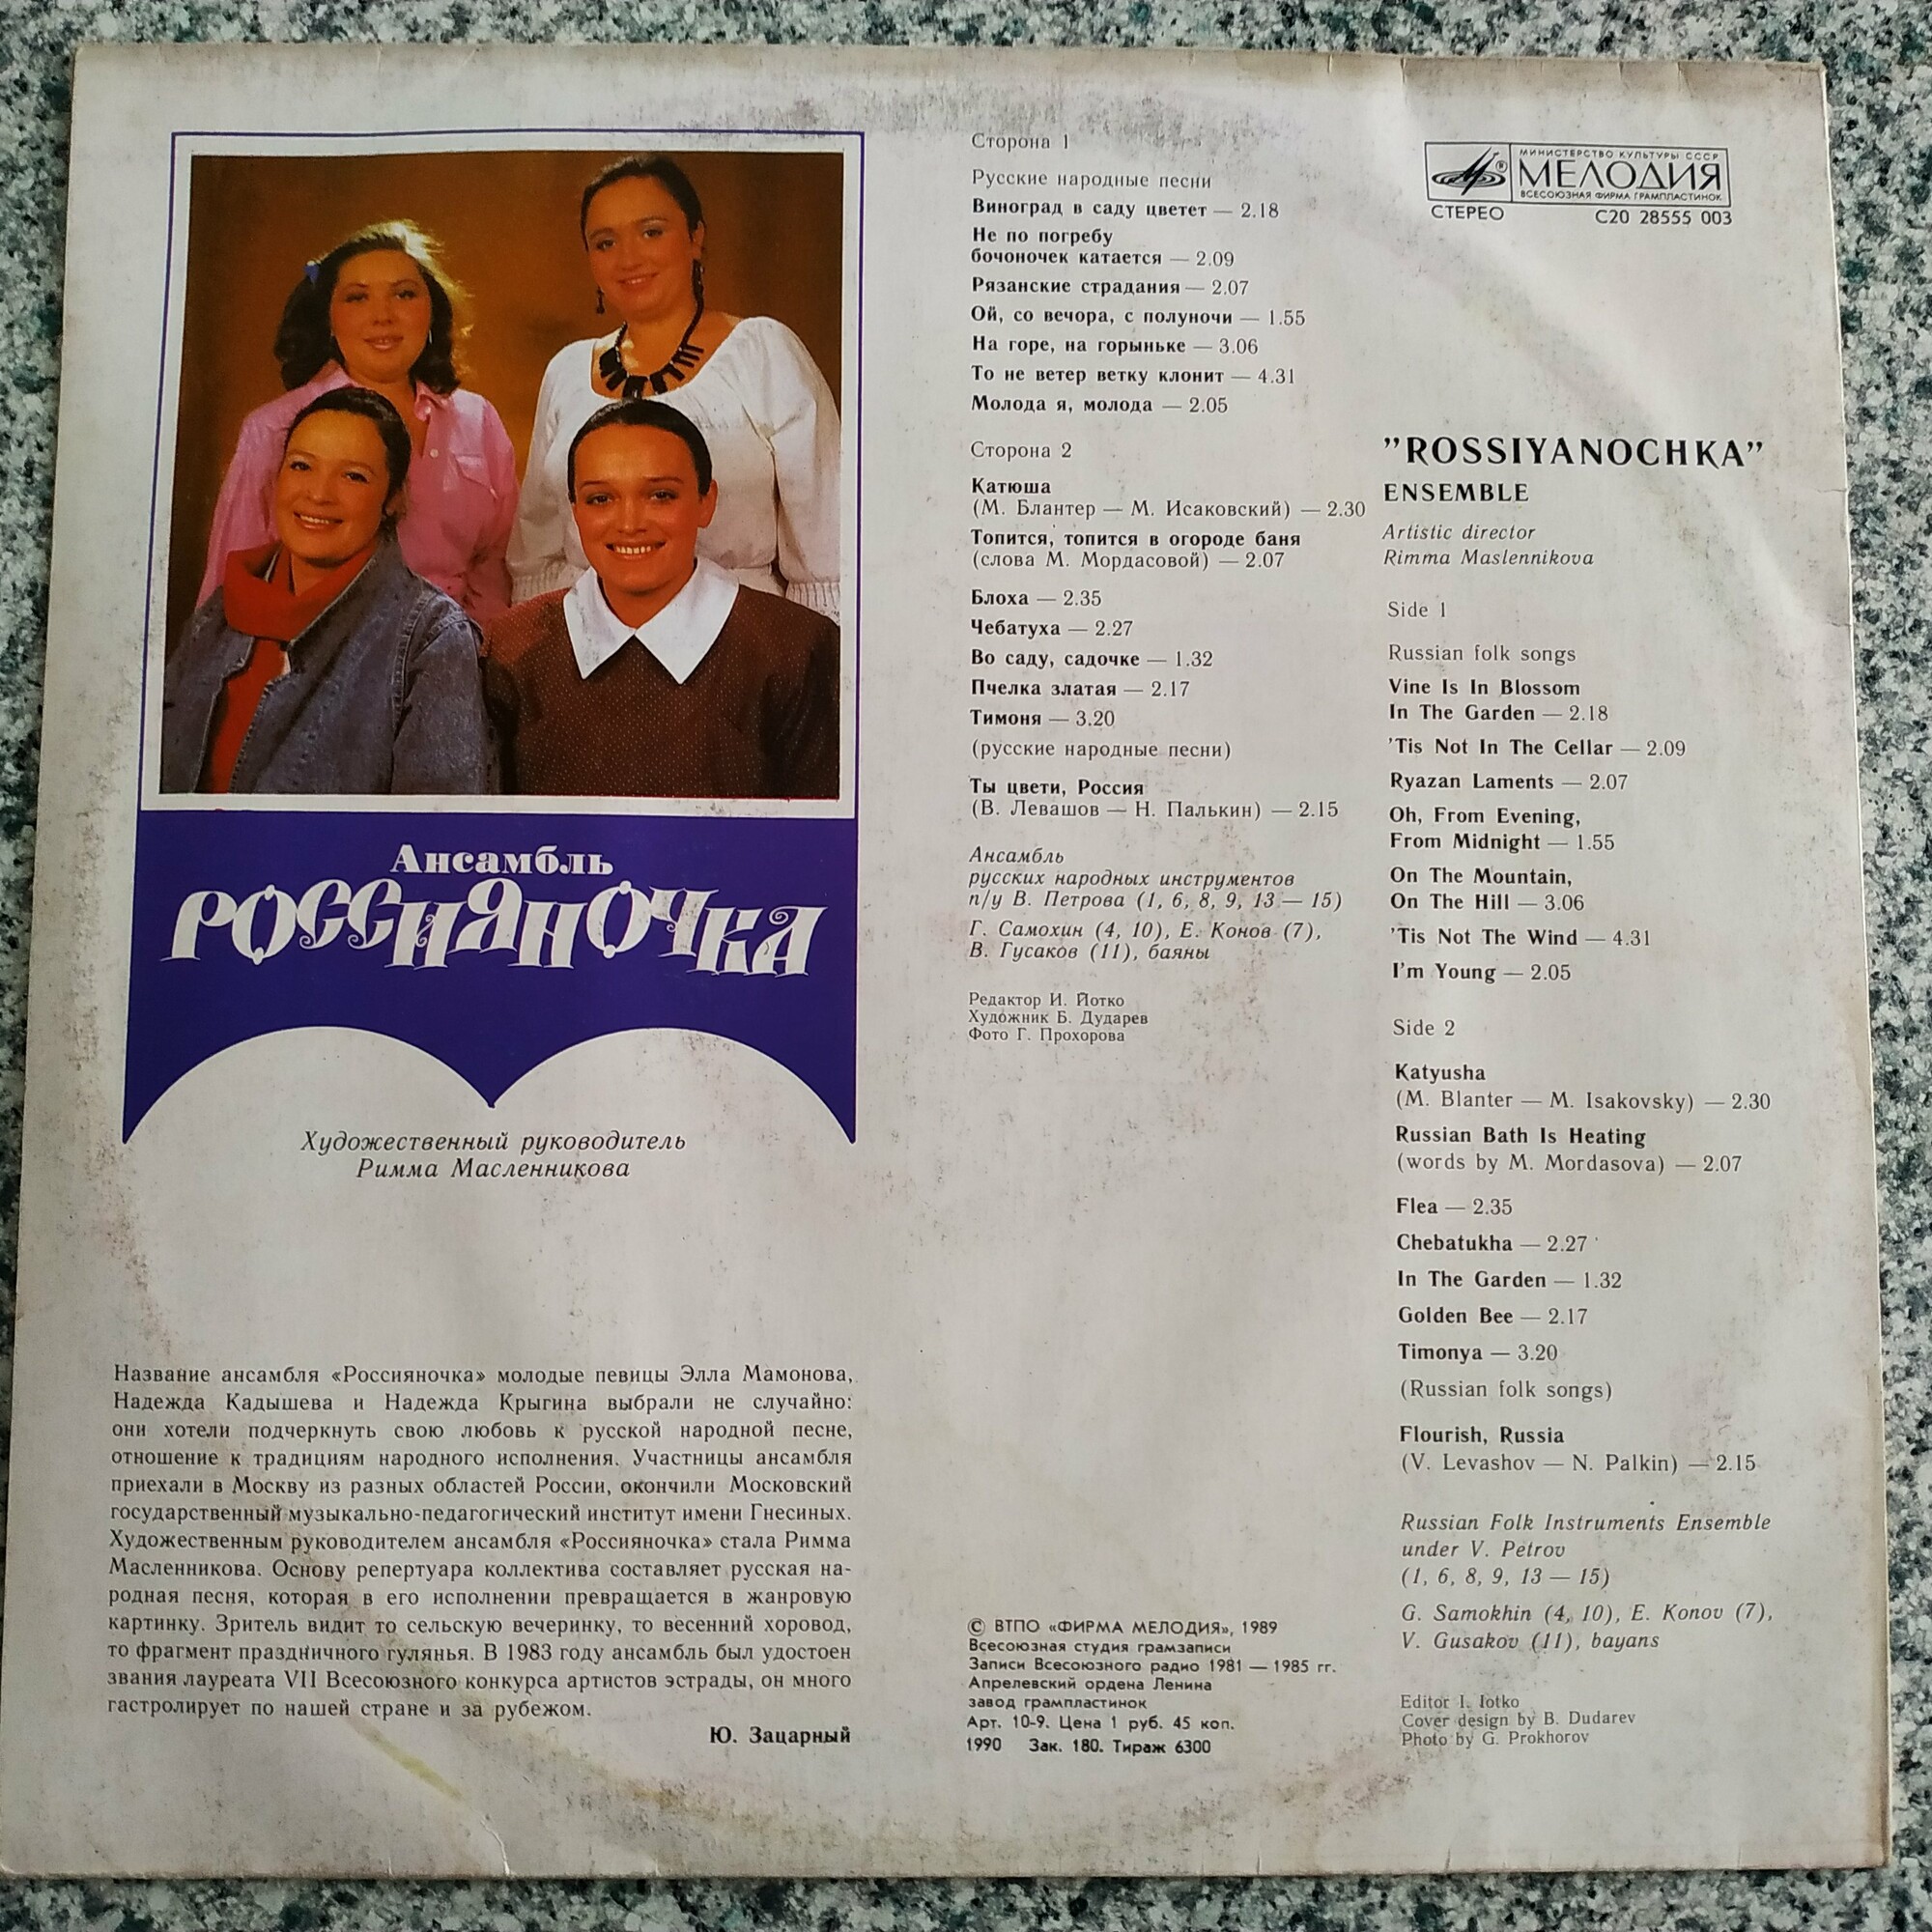 Ансамбль
РОССИЯНОЧКА
Художественный руководитель
Римма Масленникова
Название ансамбля «Россияночка» молодые певицы Элла Мамонова,
Надежда Кадышева и Надежда Крыгина выбрали не случайно:
они хотели подчеркнуть свою любовь к русской народной песне,
отношение к традициям народного исполнения. Участницы ансамбля
приехали в Москву из разных областей России, окончили Московский
государственный музыкально-педагогический институт имени Гнесиных.
Художественным руководителем ансамбля «Россияночка» стала Римма
Масленникова. Основу репертуара коллектива составляет русская на-
родная песня, которая в его исполнении превращается в жанровую
картинку. Зритель видит то сельскую вечеринку, то весенний хоровод,
то фрагмент праздничного гулянья. В 1983 году ансамбль был удостоен
звания лауреата VII Всесоюзного конкурса артистов эстрады, он много
гастролирует по нашей стране и за рубежом.
Ю. Зацарный
Сторона 1
Русские народные песни
Виноград в саду цветет — 2.18
Не по погребу
бочоночек катается — 2.09
Рязанские страдания — 2.07
Ой, со вечора, с полуночи — 1.55
На горе, на горыньке — 3.06
То не ветер ветку клонит — 4.31
Молода я, молода — 2.05
Сторона 2
Катюша
(М. Блантер — М. Исаковский) — 2.30
Топится, топится в огороде баня
(слова М. Мордасовой) — 2.07
Блоха — 2.35
Чебатуха — 2.27
Во саду, садочке — 1.32
Пчелка златая — 2.17
Тимоня — 3.20
(русские народные песни)
Ты цвети, Россия
(В. Левашов — Н. Палькин) — 2.15
Ансамбль
русских народных инструментов
п/у В. Петрова (1, 6, 8, 9, 13 — 15)
Г. Самохин (4, 10), Е. Конов (7),
В. Гусаков (11), баяны
Редактор И. Йотко
Художник Б. Дударев
Фото Г. Прохорова
© ВТПО «ФИРМА МЕЛОДИЯ», 1989
Всесоюзная студия грамзаписи
Записи Всесоюзного радио 1981 — 1985 гг.
Апрелевский ордена Ленина
завод грампластинок
Арт. 10-9. Цена 1 руб. 45 коп.
1990 Зак. 180. Тираж 6300
МИНИСТЕРСТВО КУЛЬТУРЫ СССР
МЕЛОДИЯ
ВСЕСОЮЗНАЯ ФИРМА ГРАМПЛАСТИНОК
СТЕРЕО С20 28555 003
”ROSSIYANOCHKA”
ENSEMBLE
Artistic director
Rimma Maslennikova
Side 1
Russian folk songs
Vine Is In Blossom
In The Garden — 2.18
’Tis Not In The Cellar — 2.09
Ryazan Laments — 2.07
Oh, From Evening,
From Midnight — 1.55
On The Mountain,
On The Hill — 3.06
’Tis Not The Wind — 4.31
I’m Young — 2.05
Side 2
Katyusha
(M. Blanter — M. Isakovsky) — 2.30
Russian Bath Is Heating
(words by M. Mordasova) — 2.07
Flea — 2.35
Chebatukha — 2.27
In The Garden — 1.32
Golden Bee — 2.17
Timonya — 3.20
(Russian folk songs)
Flourish, Russia
(V. Levashov — N. Palkin) — 2.15
Russian Folk Instruments Ensemble
under V. Petrov
(1, 6, 8, 9, 13 — 15)
G. Samokhin (4, 10), E. Konov (7),
V. Gusakov (11), bayans
Editor I. Iotko
Cover design by B. Dudarev
Photo by G. Prokhorov